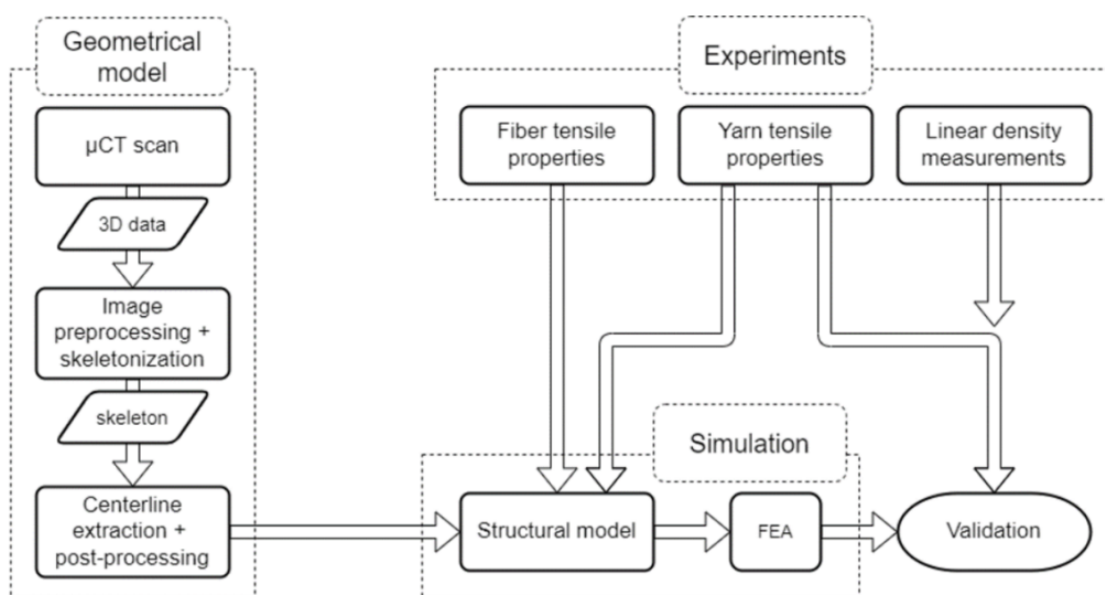 Geometrical
model
µCT scan
3D data
Image
preprocessing +
skeletonization
skeleton
Centerline
extraction +
post-processing
Experiments
Fiber tensile
properties
Yarn tensile
properties
Linear density
measurements
Simulation
Structural model
FEA
Validation